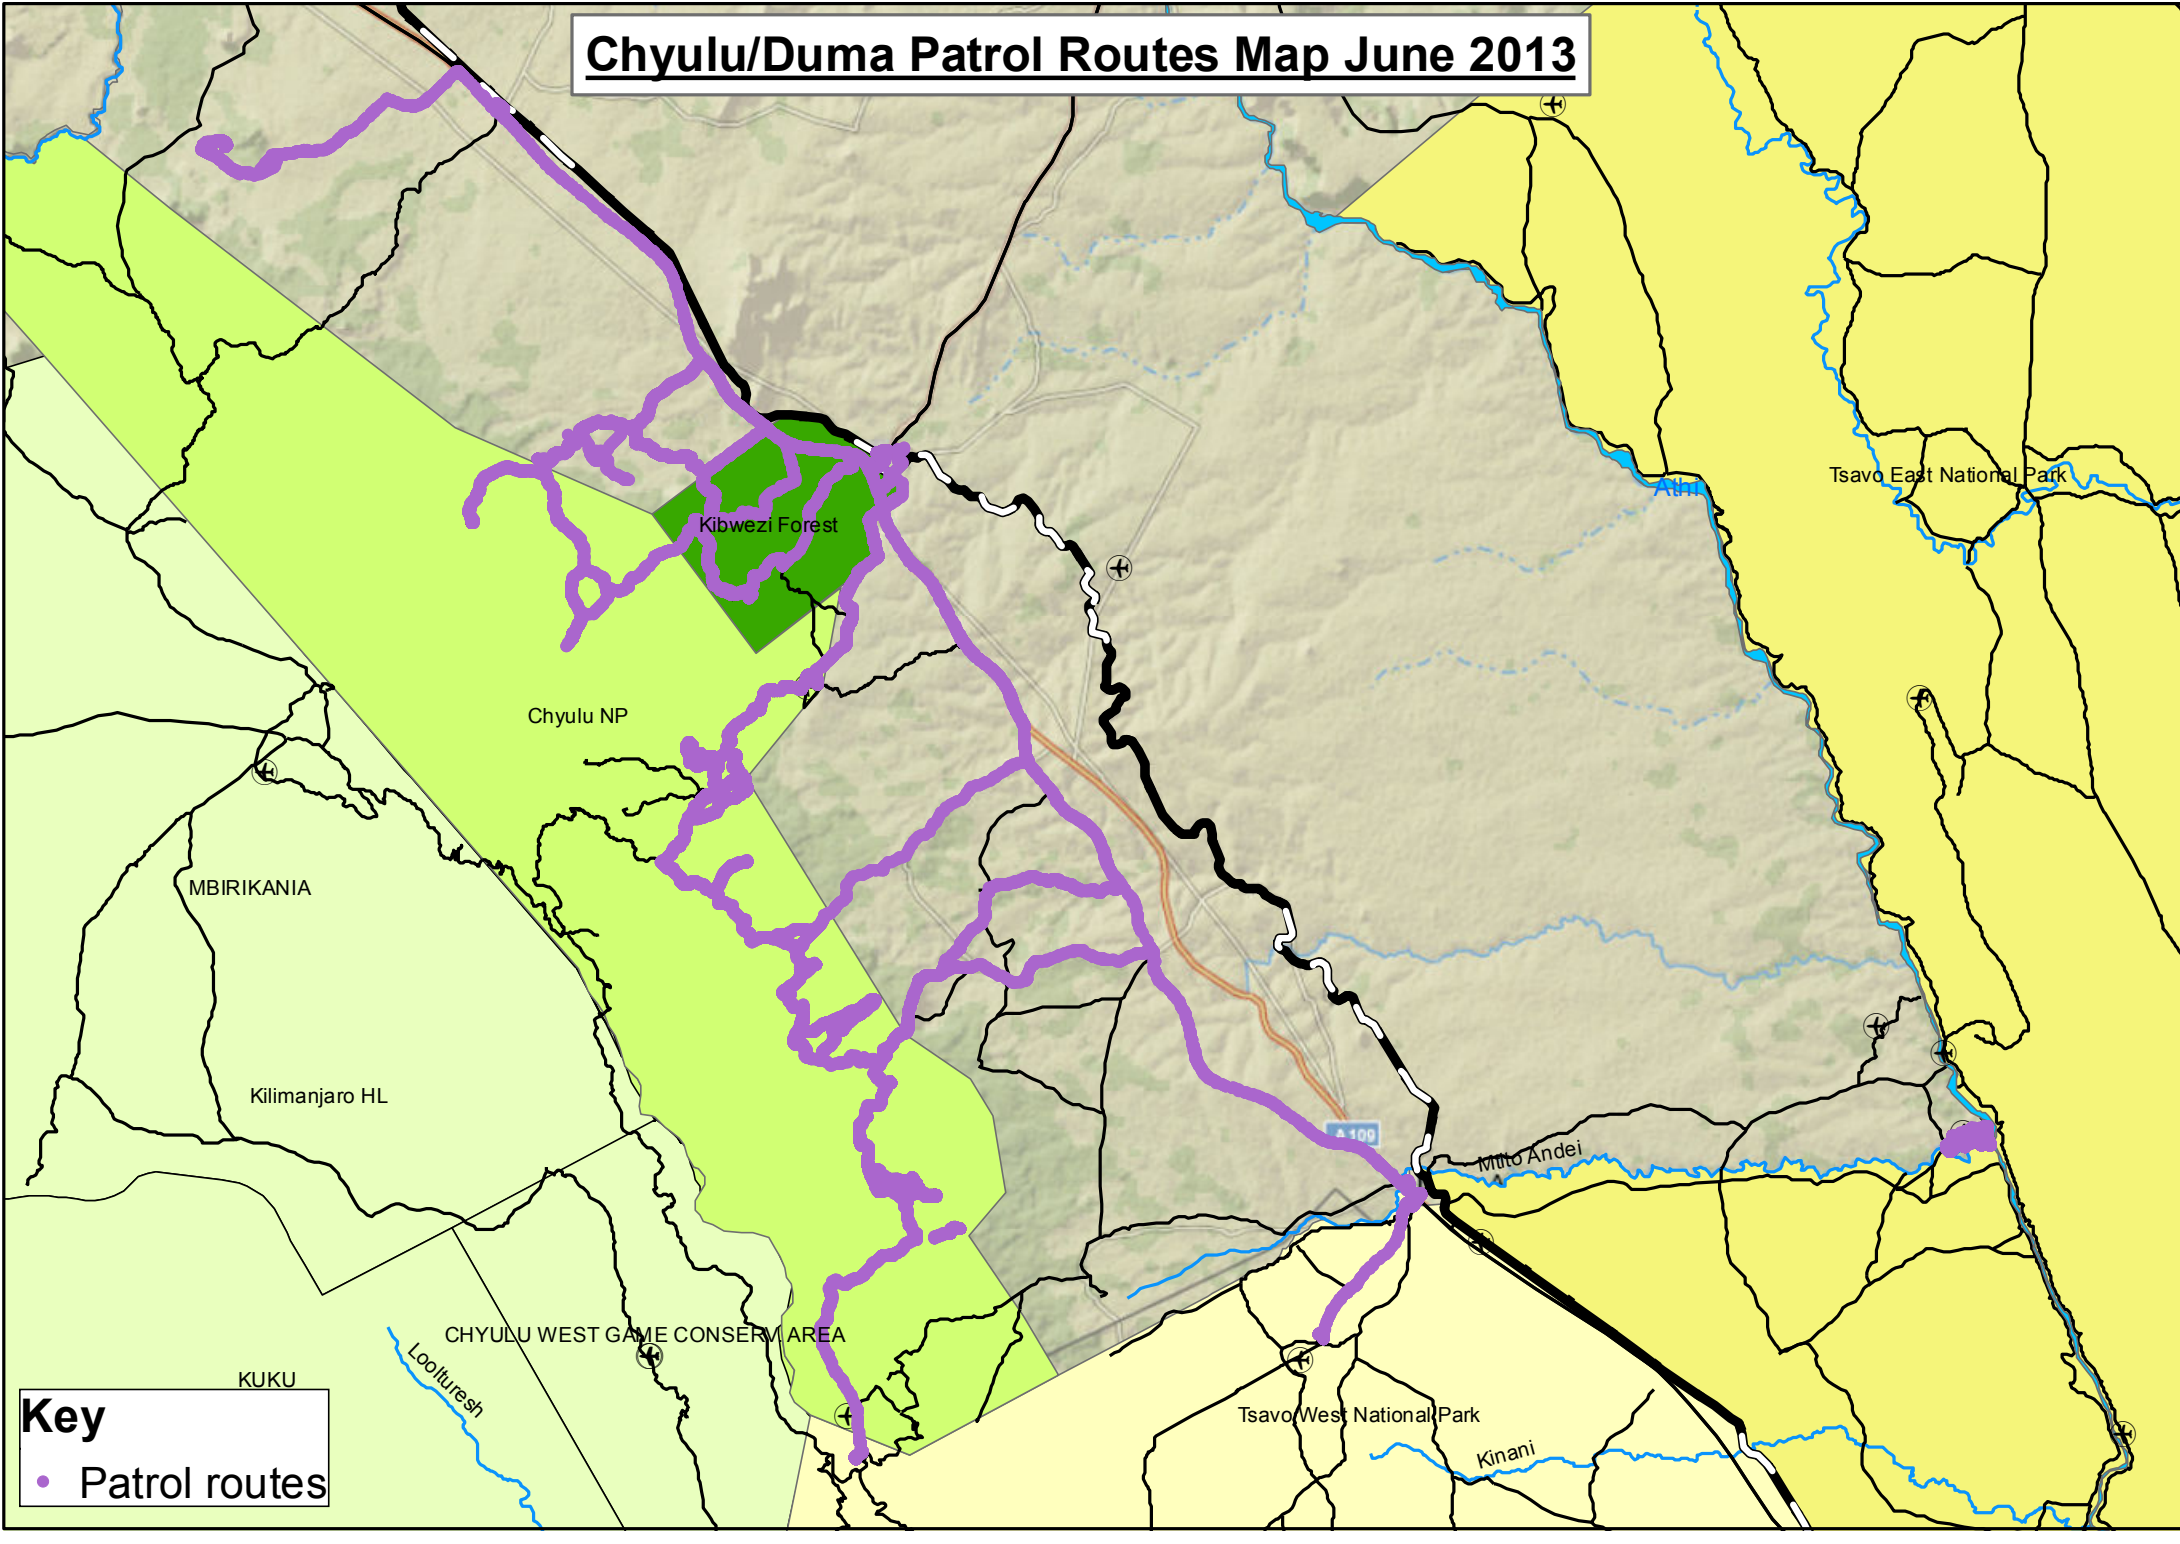 Chyulu/Duma Patrol Routes Map June 2013
Tsavo East National Park
Athi
Kibwezi Forest
Chyulu NP
MBIRIKANIA
Kilimanjaro HL
A 109
Mtito Andei
CHYULU WEST GAME CONSERV. AREA
Loolturesh
KUKU
Tsavo West National Park
Kinani
Key
Patrol routes